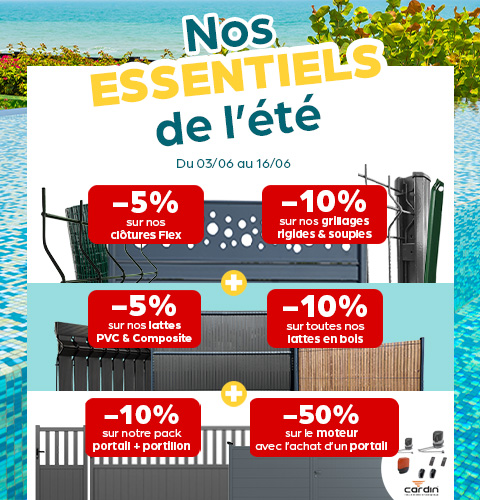 Nos
ESSENTIELS
de l'été
Du 03/06 au 16/06
–5%
sur nos
clôtures Flex
–10%
sur nos grillages
rigides & souples
+
–5%
sur nos lattes
PVC & Composite
–10%
sur toutes nos
lattes en bois
+
–10%
sur notre pack
portail + portillon
–50%
sur le moteur
avec l'achat d'un portail
cardin